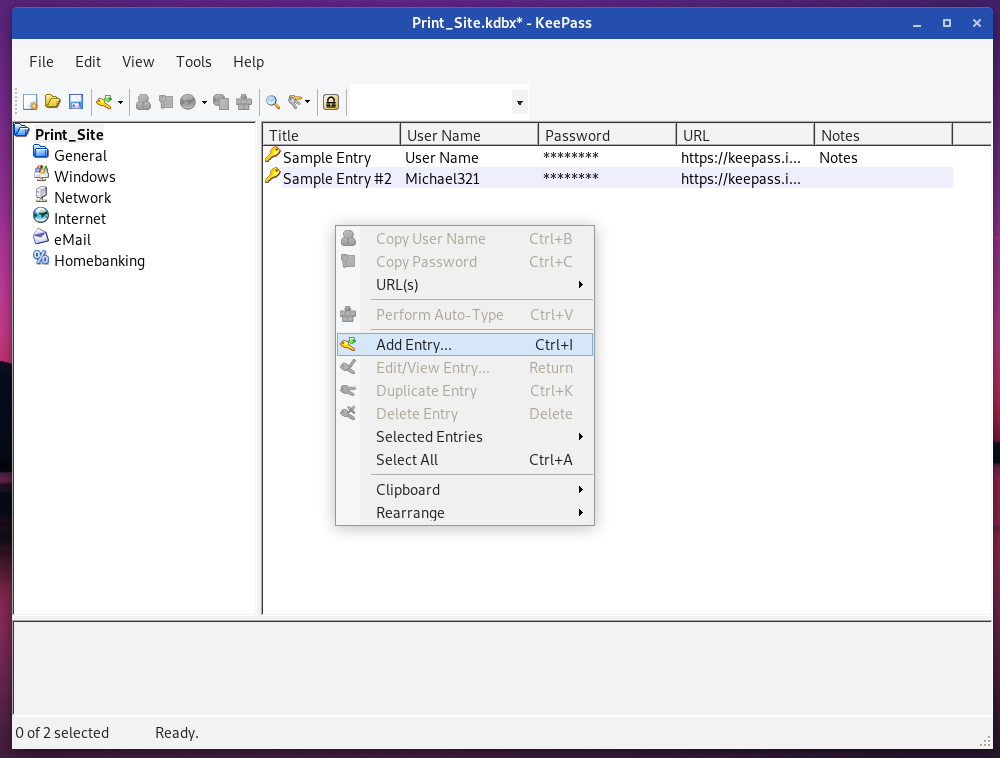 Print_Site.kdbx* - KeePass
File Edit View Tools Help
Print_Site
General
Windows
Network
Internet
eMail
Homebanking
Title User Name Password URL Notes
Sample Entry User Name ******** https://keepass.i... Notes
Sample Entry #2 Michael321 ******** https://keepass.i...
Copy User Name Ctrl+B
Copy Password Ctrl+C
URL(s)
Perform Auto-Type Ctrl+V
Add Entry... Ctrl+I
Edit/View Entry... Return
Duplicate Entry Ctrl+K
Delete Entry Delete
Selected Entries
Select All Ctrl+A
Clipboard
Rearrange
0 of 2 selected Ready.